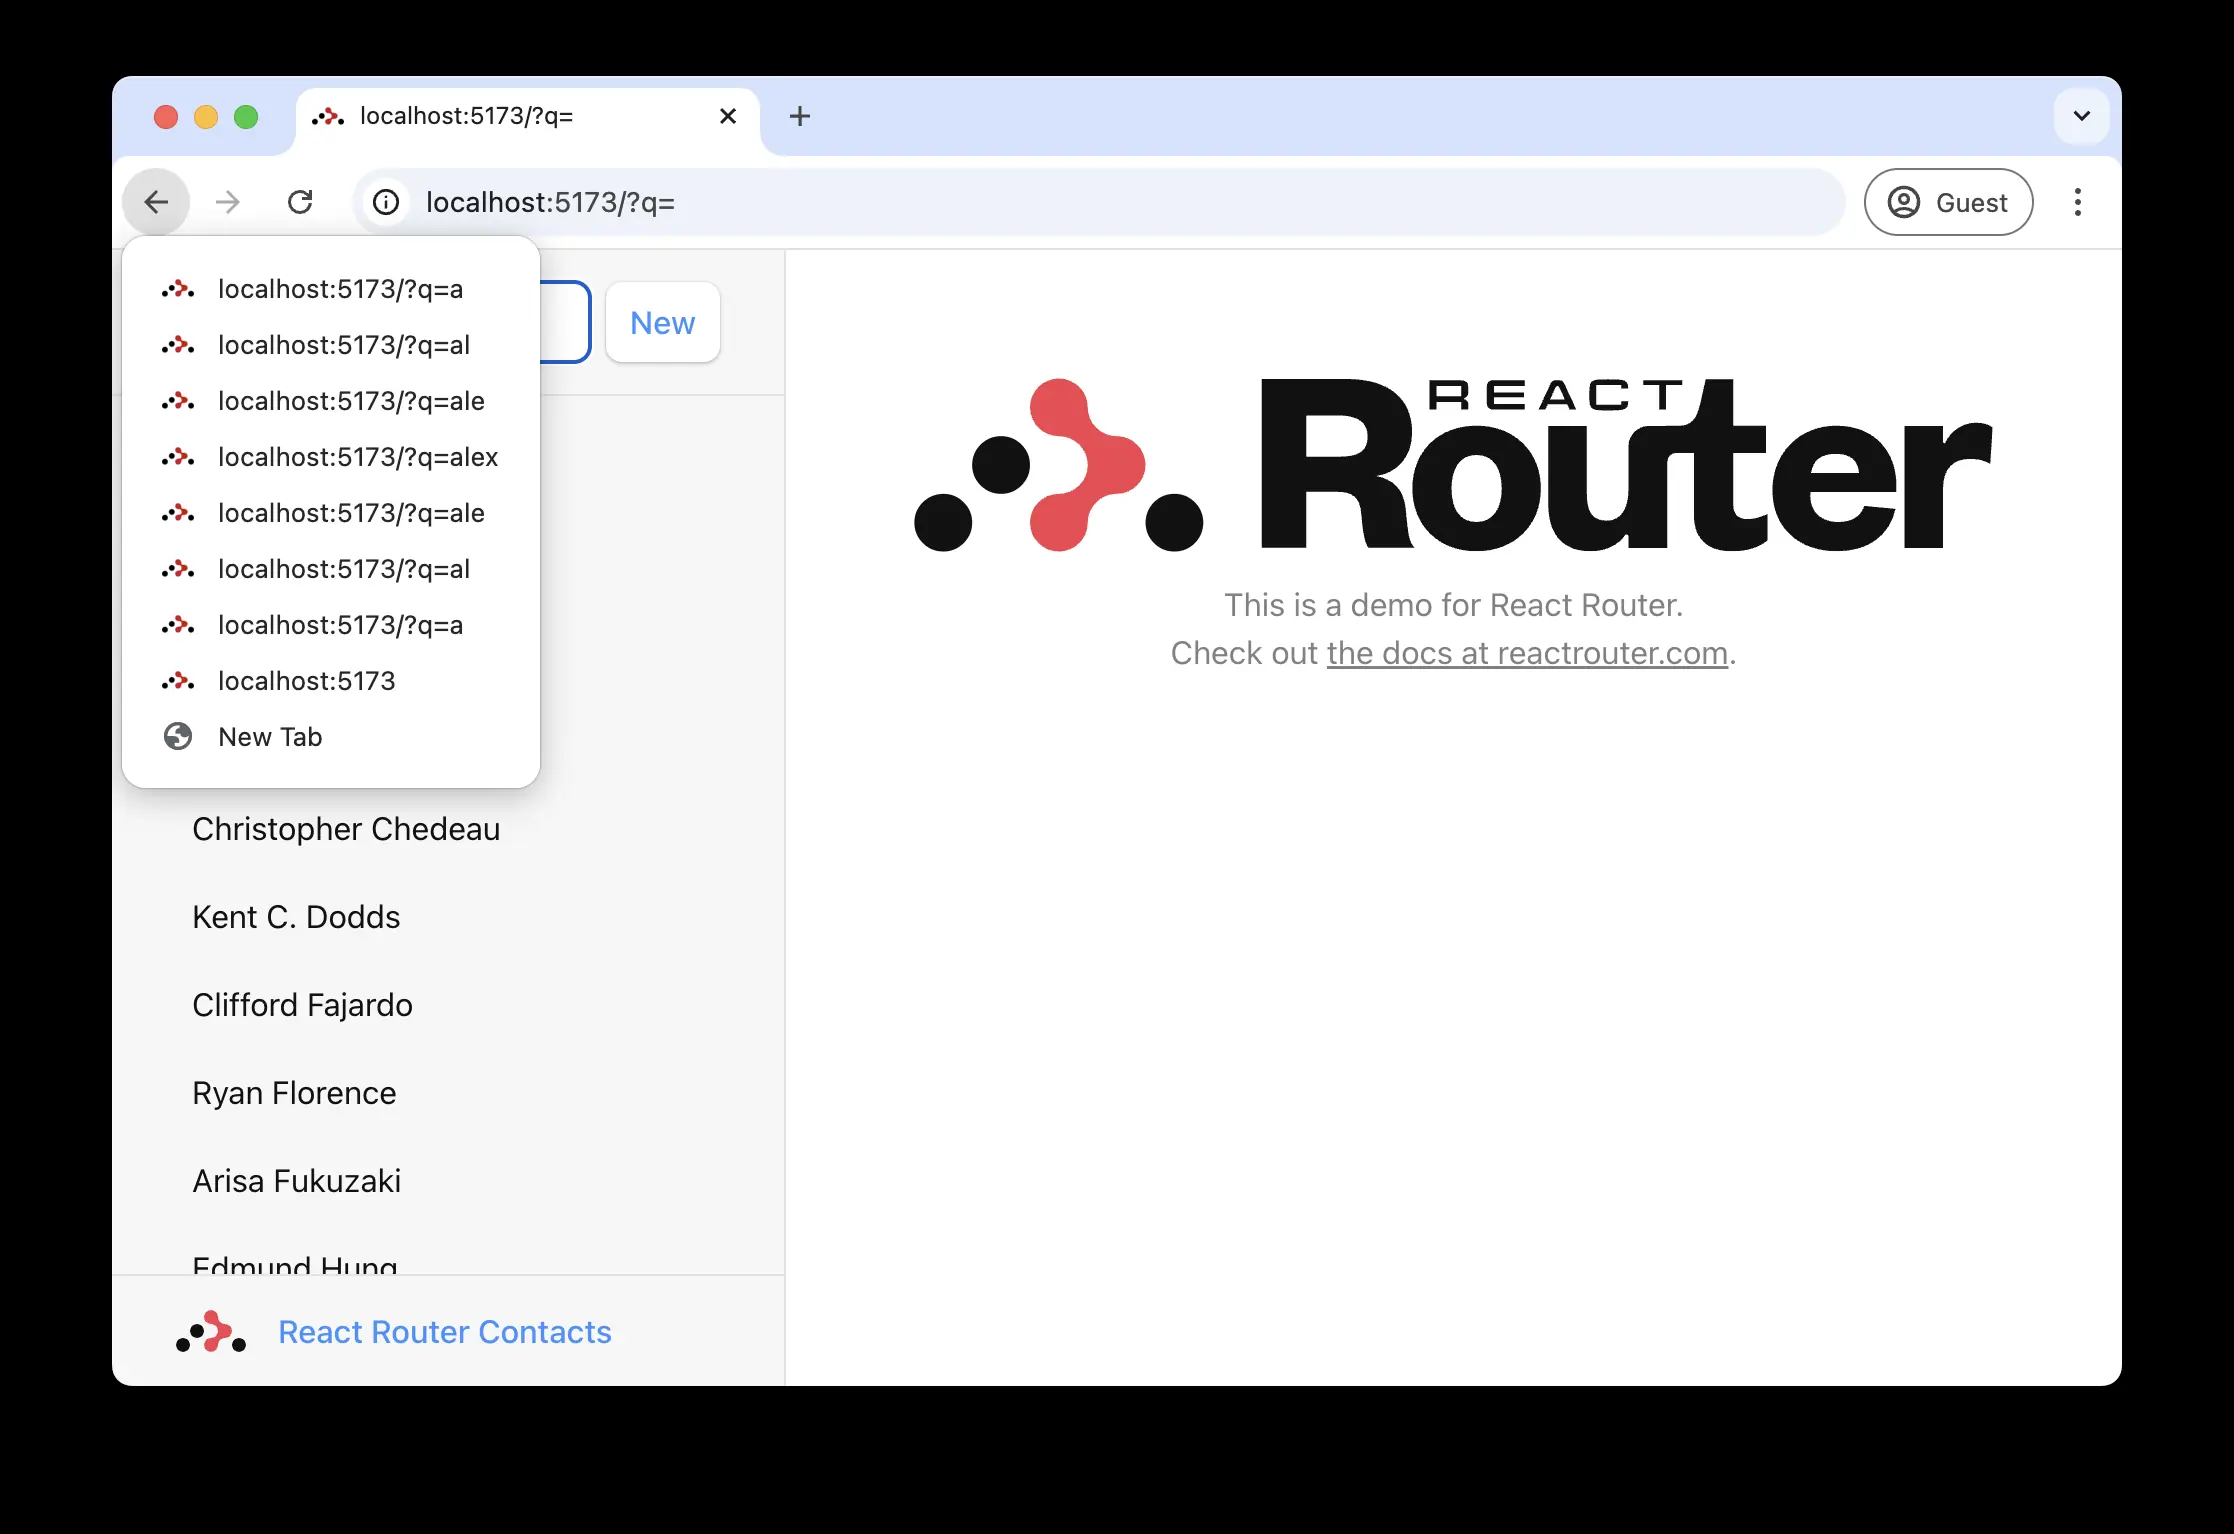 localhost:5173/?q=
localhost:5173/?q=
Guest
localhost:5173/?q=a
localhost:5173/?q=al
localhost:5173/?q=ale
localhost:5173/?q=alex
localhost:5173/?q=ale
localhost:5173/?q=al
localhost:5173/?q=a
localhost:5173
New Tab
New
Christopher Chedeau
Kent C. Dodds
Clifford Fajardo
Ryan Florence
Arisa Fukuzaki
Edmund Hung
React Router Contacts
REACT
Router
This is a demo for React Router.
Check out the docs at reactrouter.com.